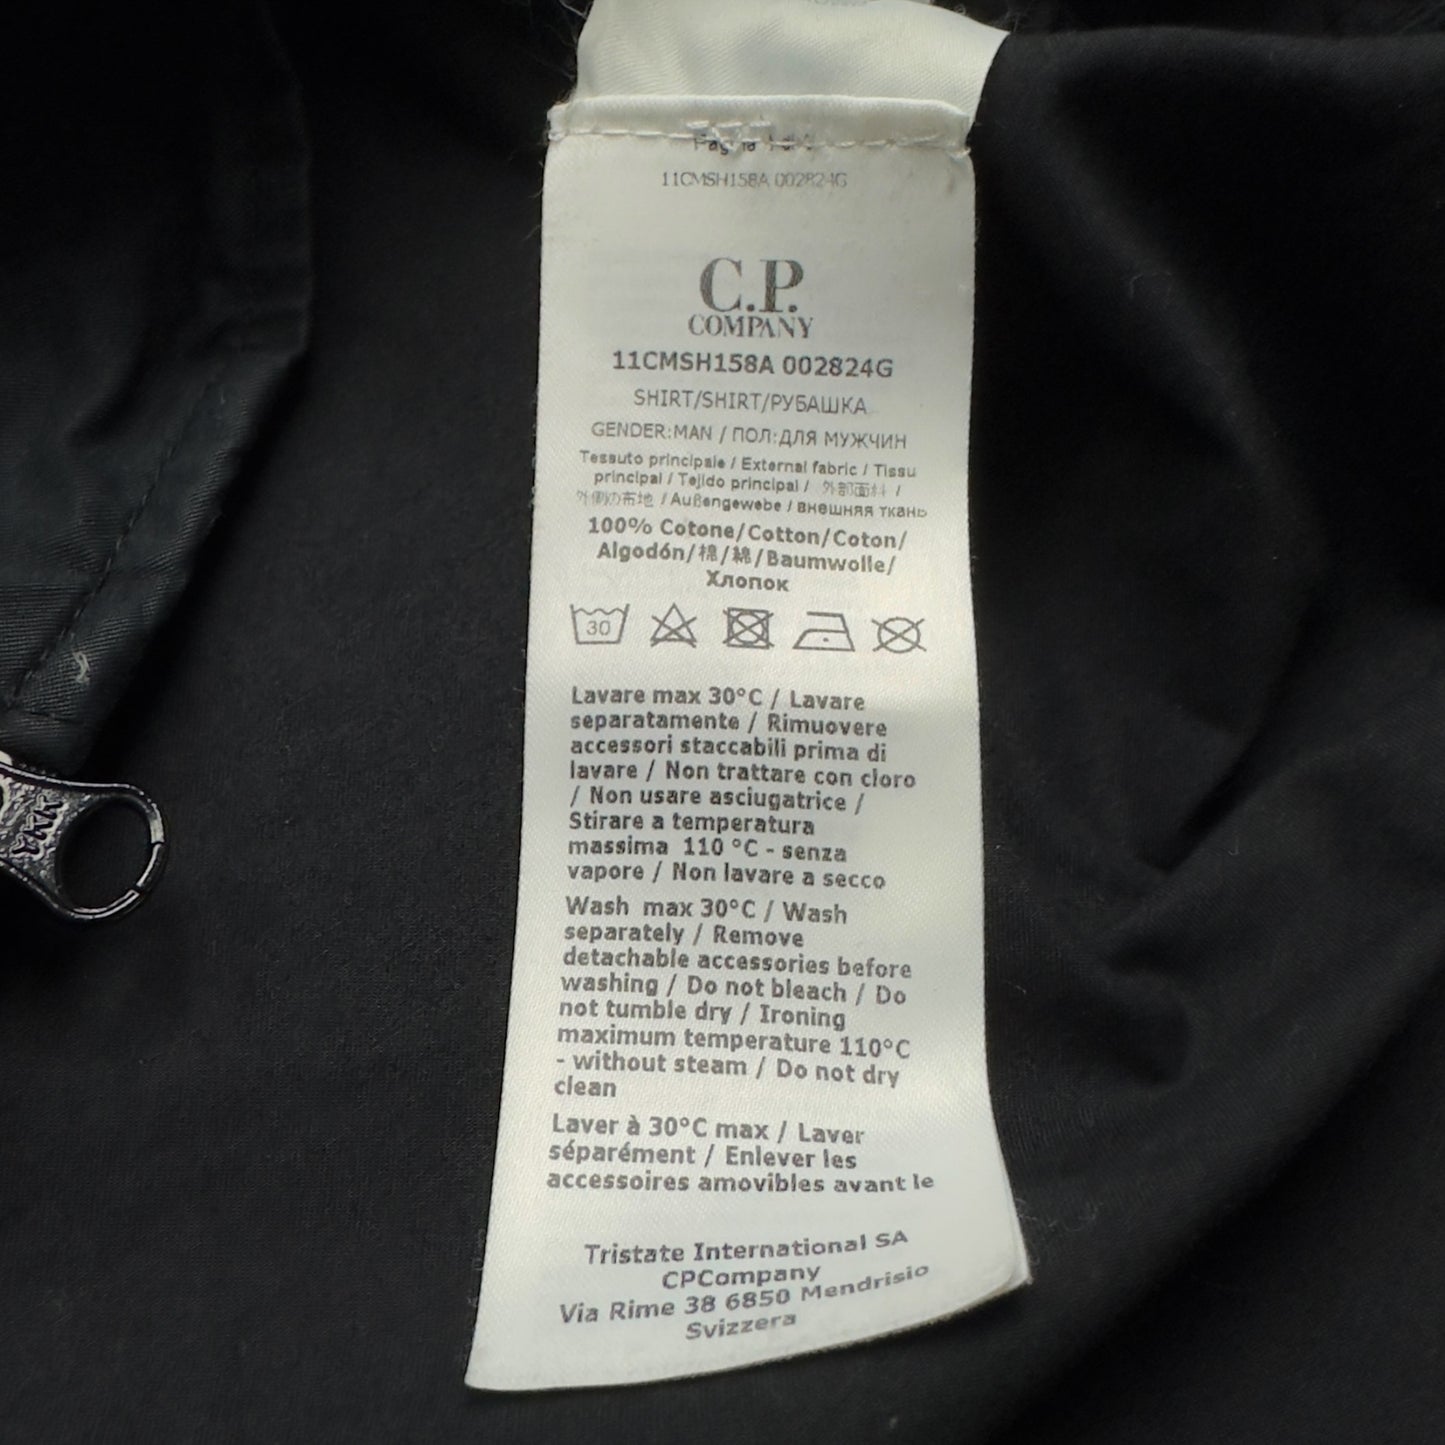 11CMSH158A 002824G
C.P.
COMPANY
11CMSH158A 002824G
SHIRT/SHIRT/РУБАШКА
GENDER:MAN / ПОЛ:ДЛЯ МУЖЧИН
Tessuto principale / External fabric / Tissu
principal / Tejido principal / 外部面料 /
外側の布地 / Außengewebe / внешняя ткань
100% Cotone/Cotton/Coton/
Algodón/棉/綿/Baumwolle/
Хлопок
30
Lavare max 30°C / Lavare
separatamente / Rimuovere
accessori staccabili prima di
lavare / Non trattare con cloro
/ Non usare asciugatrice /
Stirare a temperatura
massima 110 °C - senza
vapore / Non lavare a secco
Wash max 30°C / Wash
separately / Remove
detachable accessories before
washing / Do not bleach / Do
not tumble dry / Ironing
maximum temperature 110°C
- without steam / Do not dry
clean
Laver à 30°C max / Laver
séparément / Enlever les
accessoires amovibles avant le
Tristate International SA
CPCompany
Via Rime 38 6850 Mendrisio
Svizzera
YKK